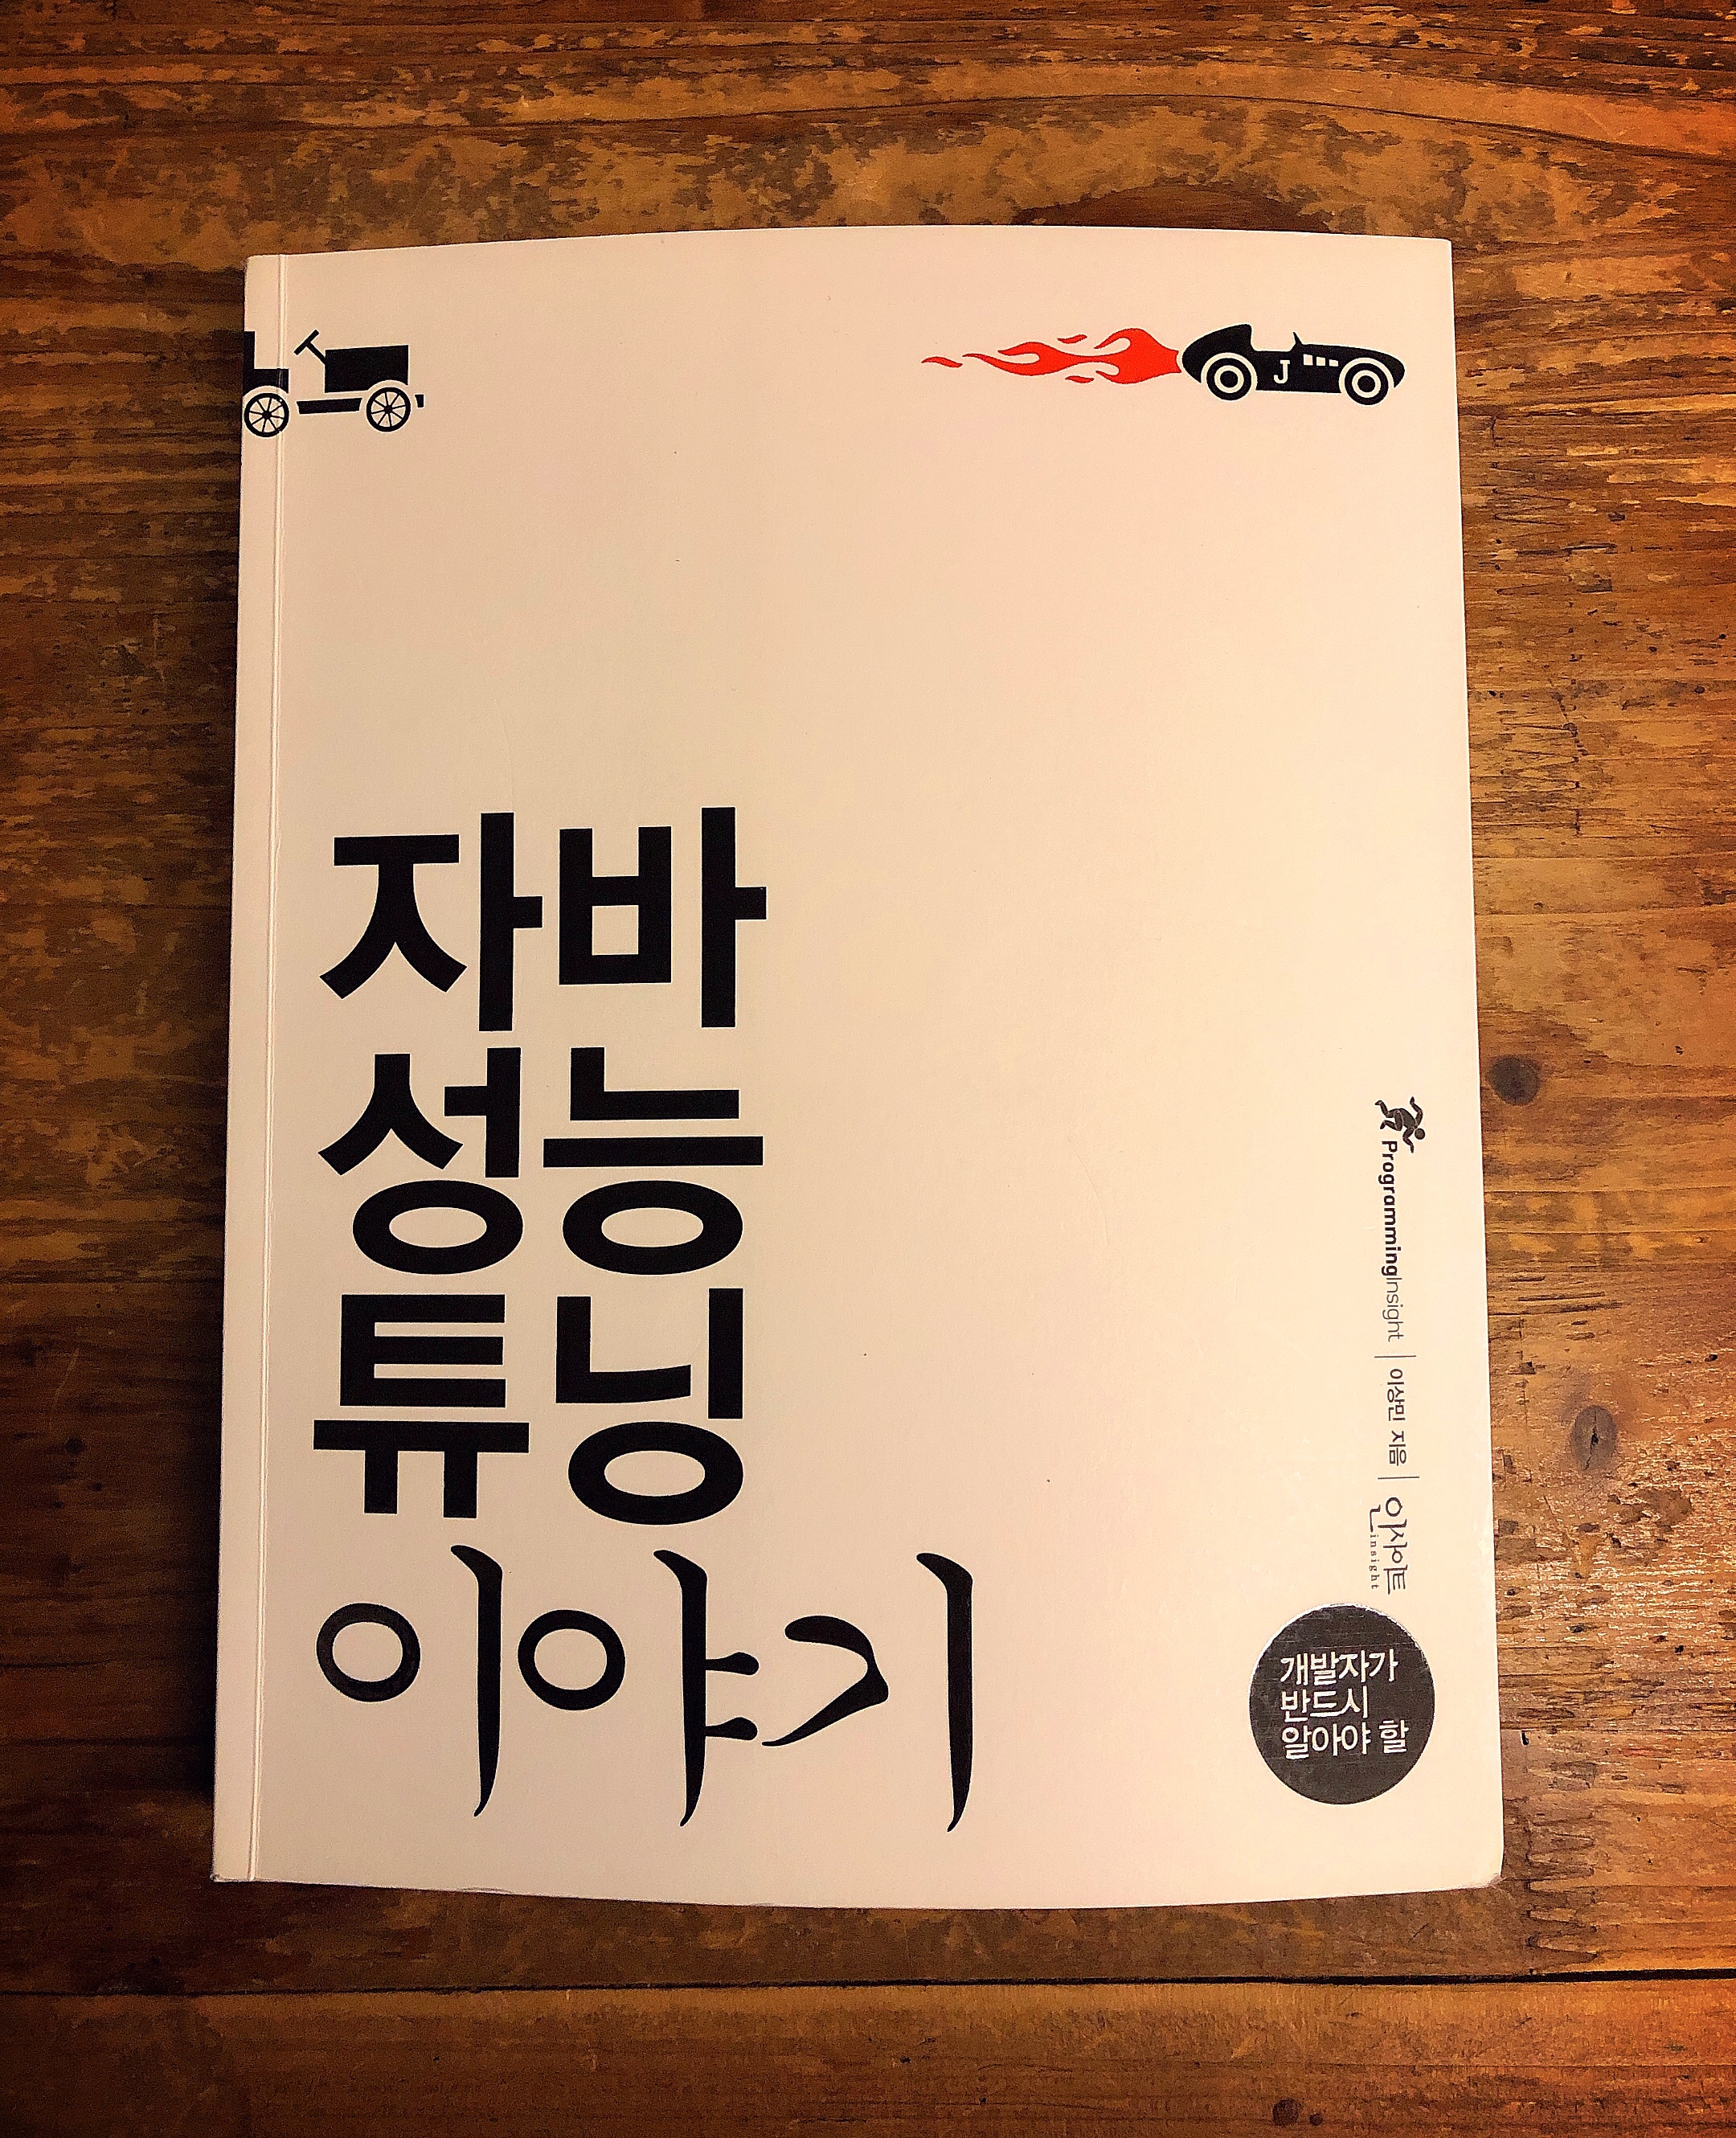 J
자바
성능
튜닝
이야기
ProgrammingInsight | 이상민 지음 | 인사이트
insight
개발자가
반드시
알아야 할